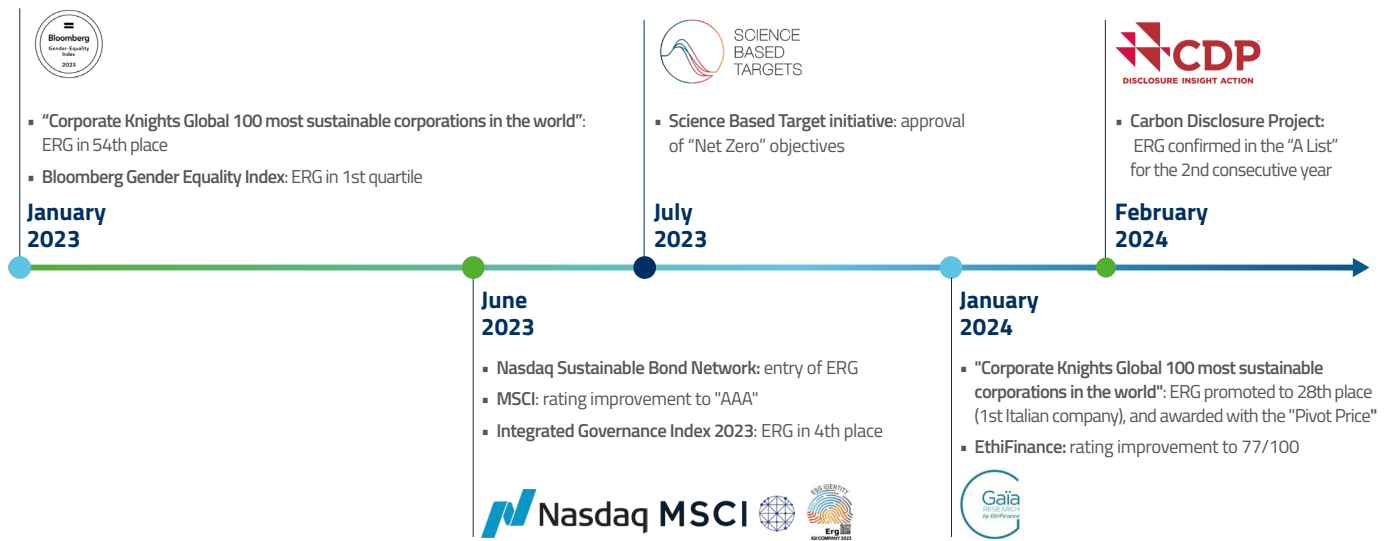 Bloomberg
Gender-Equality
Index
2023
▪ “Corporate Knights Global 100 most sustainable corporations in the world”:
ERG in 54th place
▪ Bloomberg Gender Equality Index: ERG in 1st quartile
January
2023
SCIENCE
BASED
TARGETS
▪ Science Based Target initiative: approval
of “Net Zero” objectives
July
2023
CDP
DISCLOSURE INSIGHT ACTION
▪ Carbon Disclosure Project:
ERG confirmed in the “A List”
for the 2nd consecutive year
February
2024
June
2023
▪ Nasdaq Sustainable Bond Network: entry of ERG
▪ MSCI: rating improvement to "AAA"
▪ Integrated Governance Index 2023: ERG in 4th place
Nasdaq MSCI
ESG IDENTITY
Erg
IGI COMPANY 2023
January
2024
▪ "Corporate Knights Global 100 most sustainable
corporations in the world": ERG promoted to 28th place
(1st Italian company), and awarded with the "Pivot Price"
▪ EthiFinance: rating improvement to 77/100
Gaïa
RESEARCH
by EthiFinance